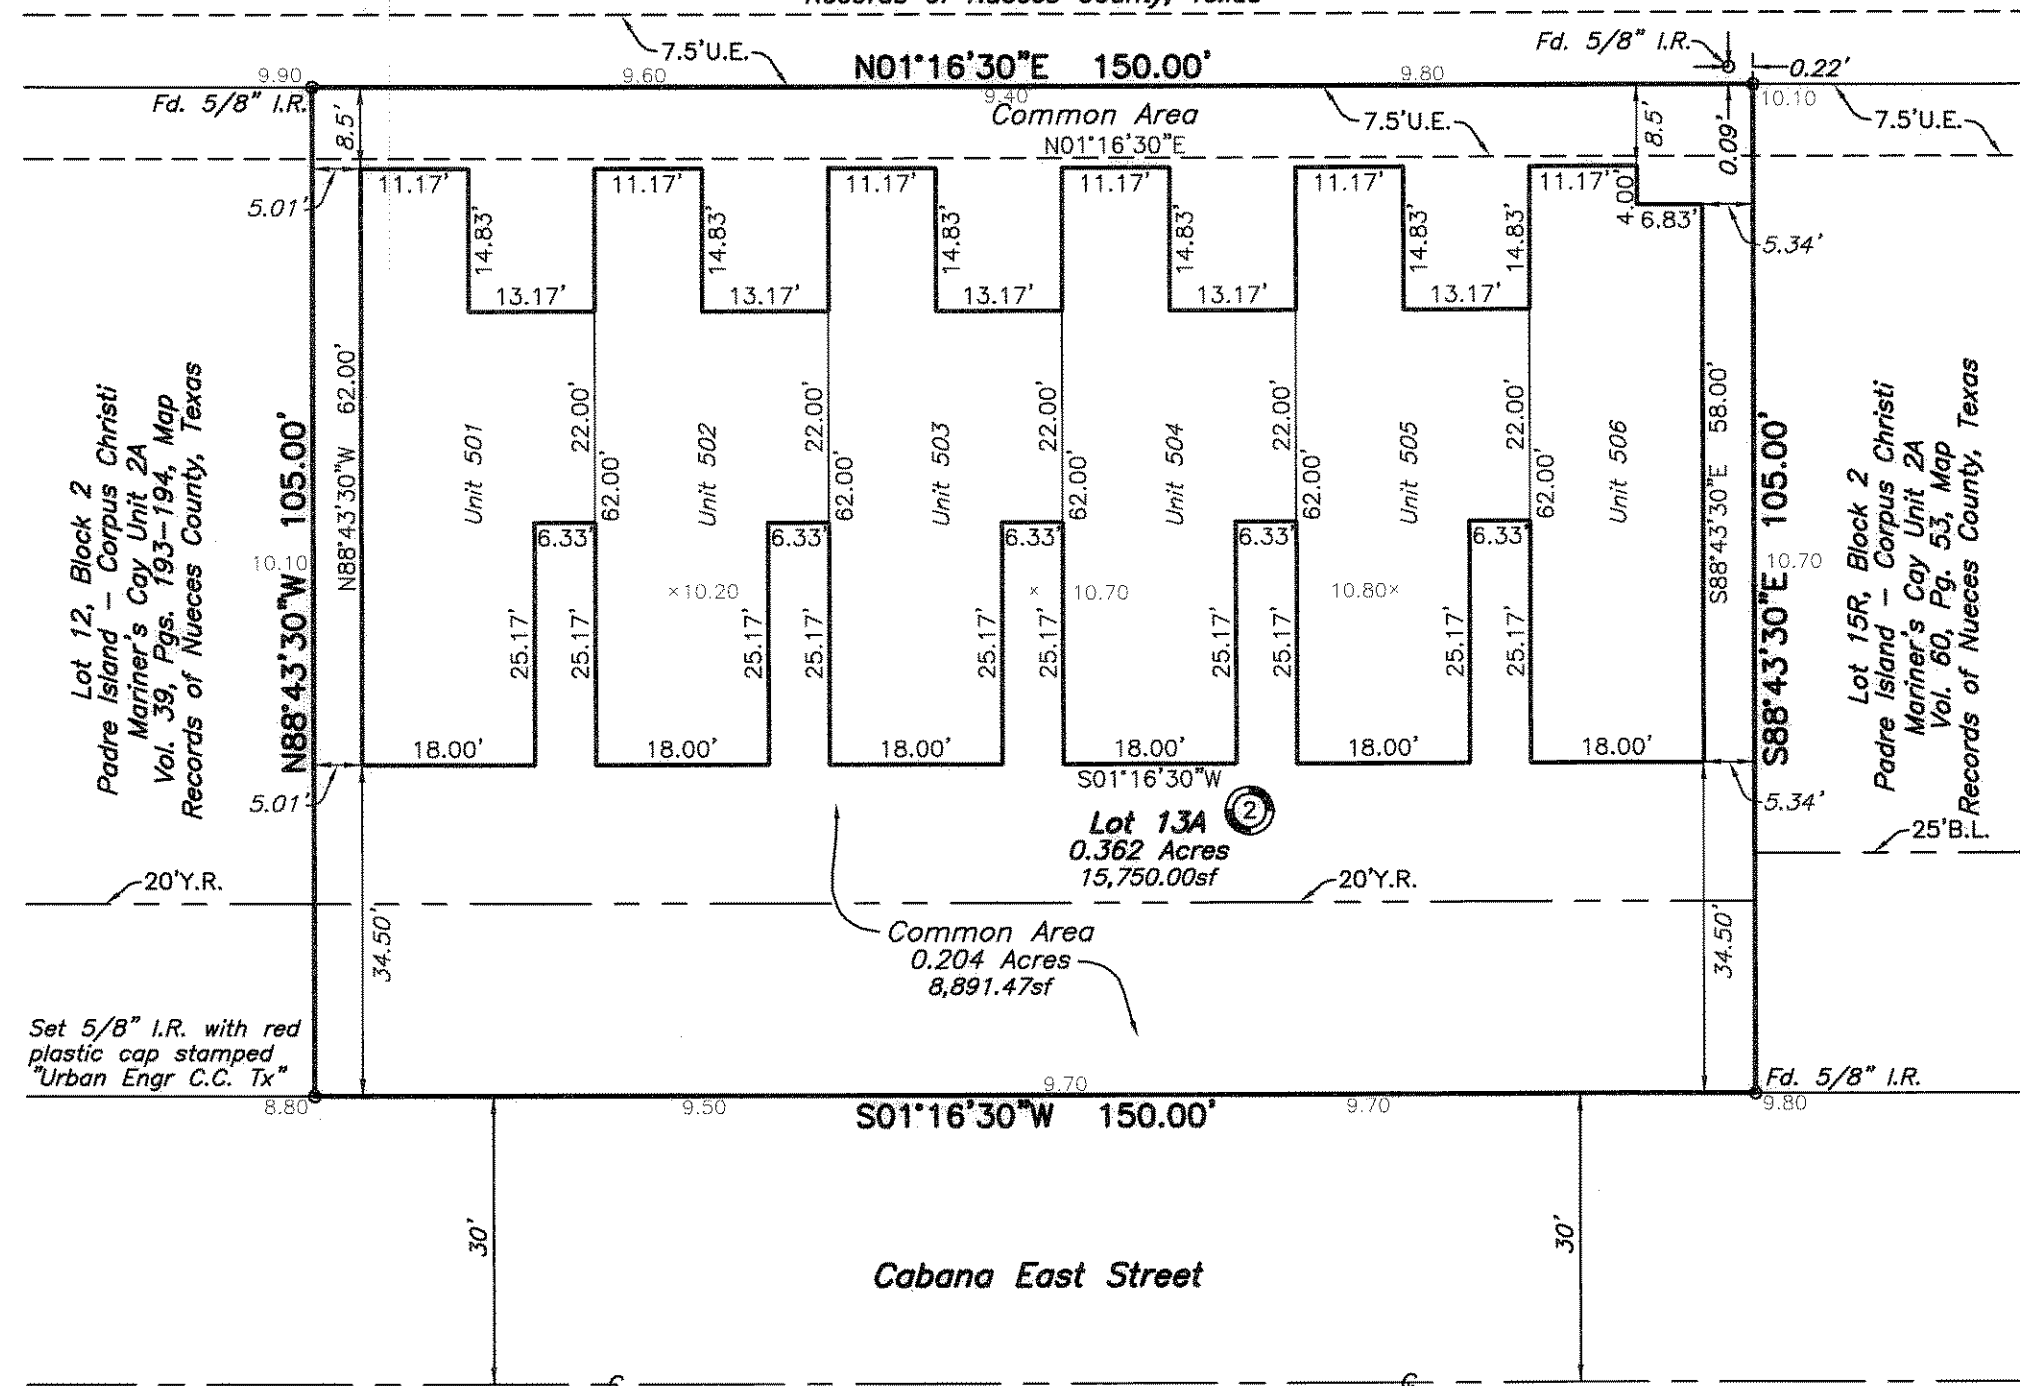 7.5'U.E.
N01°16'30"E 150.00'
Fd. 5/8" I.R.
0.22'
9.90
9.60
9.40
9.80
10.10
Fd. 5/8" I.R.
8.5'
Common Area
N01°16'30"E
7.5'U.E.
8.5'
0.09'
7.5'U.E.
5.01'
11.17'
11.17'
11.17'
11.17'
11.17'
11.17'
4.00'
6.83'
5.34'
14.83'
14.83'
14.83'
14.83'
14.83'
14.83'
13.17'
13.17'
13.17'
13.17'
13.17'
Lot 12, Block 2
Padre Island – Corpus Christi
Mariner's Cay Unit 2A
Vol. 39, Pgs. 193–194, Map
Records of Nueces County, Texas
N88°43'30"W 105.00'
10.10
N88°43'30"W 62.00'
Unit 501
22.00'
62.00'
Unit 502
22.00'
62.00'
Unit 503
22.00'
62.00'
Unit 504
22.00'
62.00'
Unit 505
22.00'
62.00'
Unit 506
S88°43'30"E 58.00'
S88°43'30"E 105.00'
10.70
Lot 15R, Block 2
Padre Island – Corpus Christi
Mariner's Cay Unit 2A
Vol. 60, Pg. 53, Map
Records of Nueces County, Texas
6.33'
6.33'
6.33'
6.33'
6.33'
×10.20
× 10.70
10.80×
25.17'
25.17'
25.17'
25.17'
25.17'
25.17'
25.17'
25.17'
25.17'
25.17'
18.00'
18.00'
18.00'
18.00'
18.00'
18.00'
5.01'
S01°16'30"W
5.34'
Lot 13A
2
0.362 Acres
15,750.00sf
25'B.L.
20'Y.R.
20'Y.R.
34.50'
Common Area
0.204 Acres
8,891.47sf
34.50'
Set 5/8" I.R. with red
plastic cap stamped
"Urban Engr C.C. Tx"
Fd. 5/8" I.R.
8.80
9.50
9.70
9.70
9.80
S01°16'30"W 150.00'
30'
30'
Cabana East Street